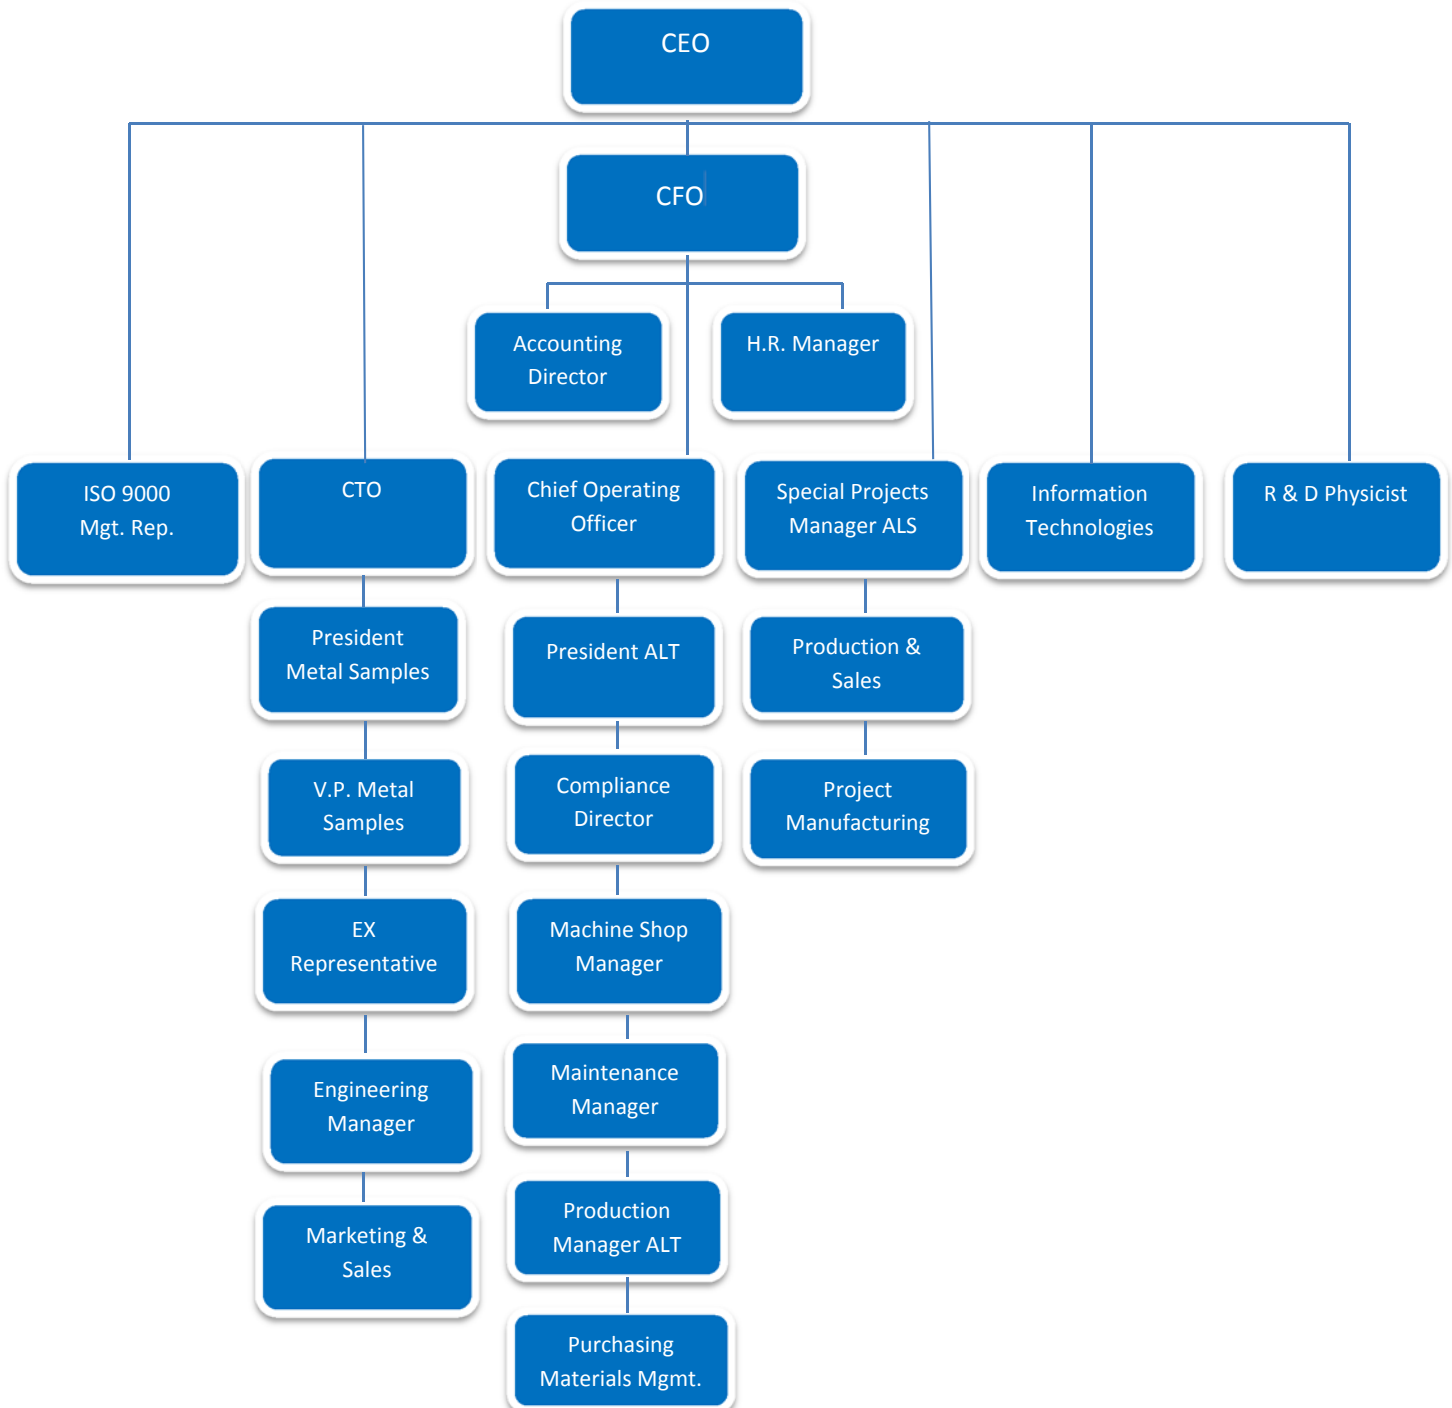 CEO
CFO
Accounting
Director
H.R. Manager
ISO 9000
Mgt. Rep.
CTO
Chief Operating
Officer
Special Projects
Manager ALS
Information
Technologies
R & D Physicist
President
Metal Samples
President ALT
Production &
Sales
V.P. Metal
Samples
Compliance
Director
Project
Manufacturing
EX
Representative
Machine Shop
Manager
Engineering
Manager
Maintenance
Manager
Marketing &
Sales
Production
Manager ALT
Purchasing
Materials Mgmt.